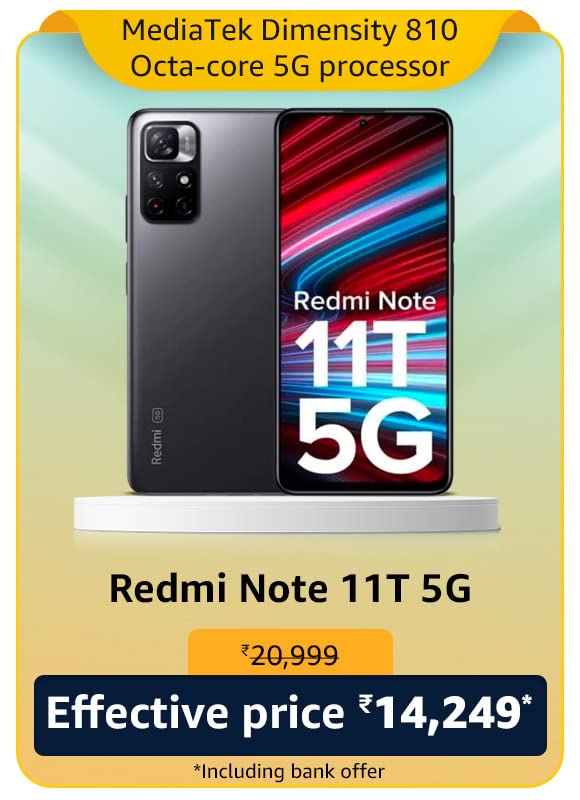 MediaTek Dimensity 810
Octa-core 5G processor
Redmi Note
11T
5G
Redmi 5G
Redmi Note 11T 5G
₹20,999
Effective price ₹14,249*
*Including bank offer